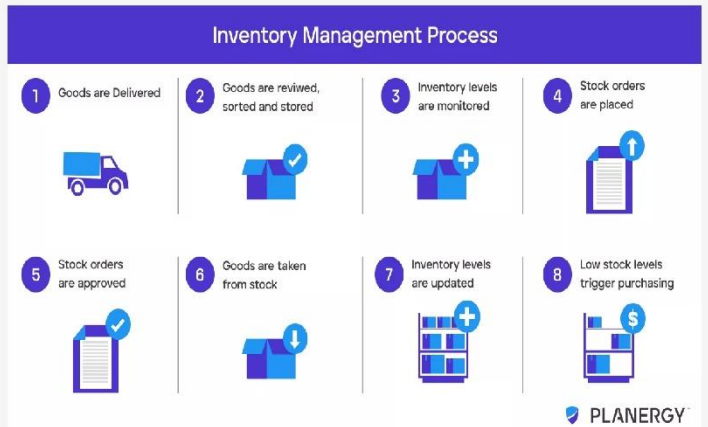 Inventory Management Process
1
Goods are Delivered
2
Goods are reviwed,
sorted and stored
3
Inventory levels
are monitored
4
Stock orders
are placed
5
Stock orders
are approved
6
Goods are taken
from stock
7
Inventory levels
are updated
8
Low stock levels
trigger purchasing
$
PLANERGY